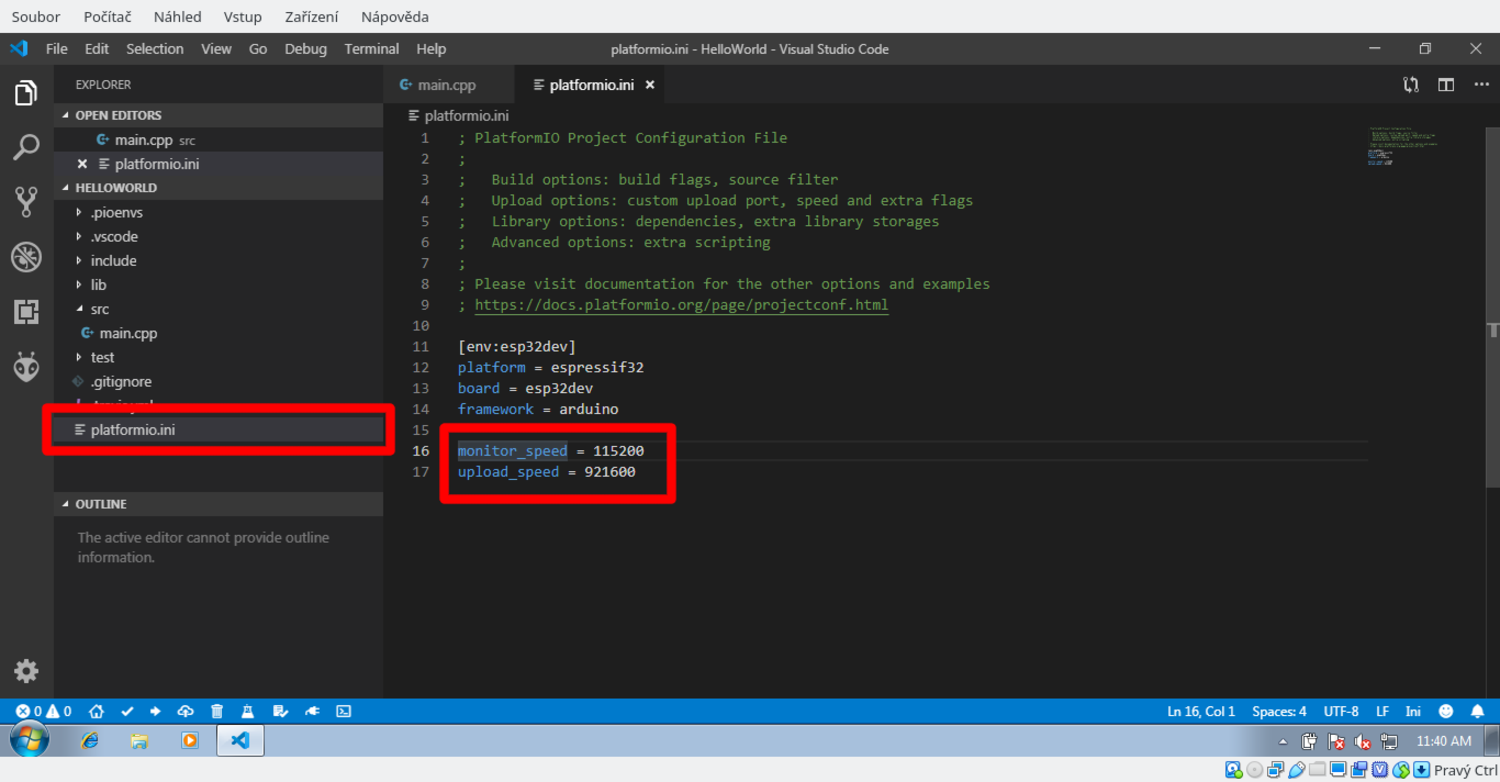 Soubor Počítač Náhled Vstup Zařízení Nápověda
File Edit Selection View Go Debug Terminal Help platformio.ini - HelloWorld - Visual Studio Code
EXPLORER
OPEN EDITORS
main.cpp src
platformio.ini
HELLOWORLD
.pioenvs
.vscode
include
lib
src
main.cpp
test
.gitignore
platformio.ini
OUTLINE
The active editor cannot provide outline
information.
main.cpp platformio.ini
platformio.ini
1 ; PlatformIO Project Configuration File
2 ;
3 ;   Build options: build flags, source filter
4 ;   Upload options: custom upload port, speed and extra flags
5 ;   Library options: dependencies, extra library storages
6 ;   Advanced options: extra scripting
7 ;
8 ; Please visit documentation for the other options and examples
9 ; https://docs.platformio.org/page/projectconf.html
10
11 [env:esp32dev]
12 platform = espressif32
13 board = esp32dev
14 framework = arduino
15
16 monitor_speed = 115200
17 upload_speed = 921600
0 0 Ln 16, Col 1 Spaces: 4 UTF-8 LF Ini
11:40 AM
Pravý Ctrl